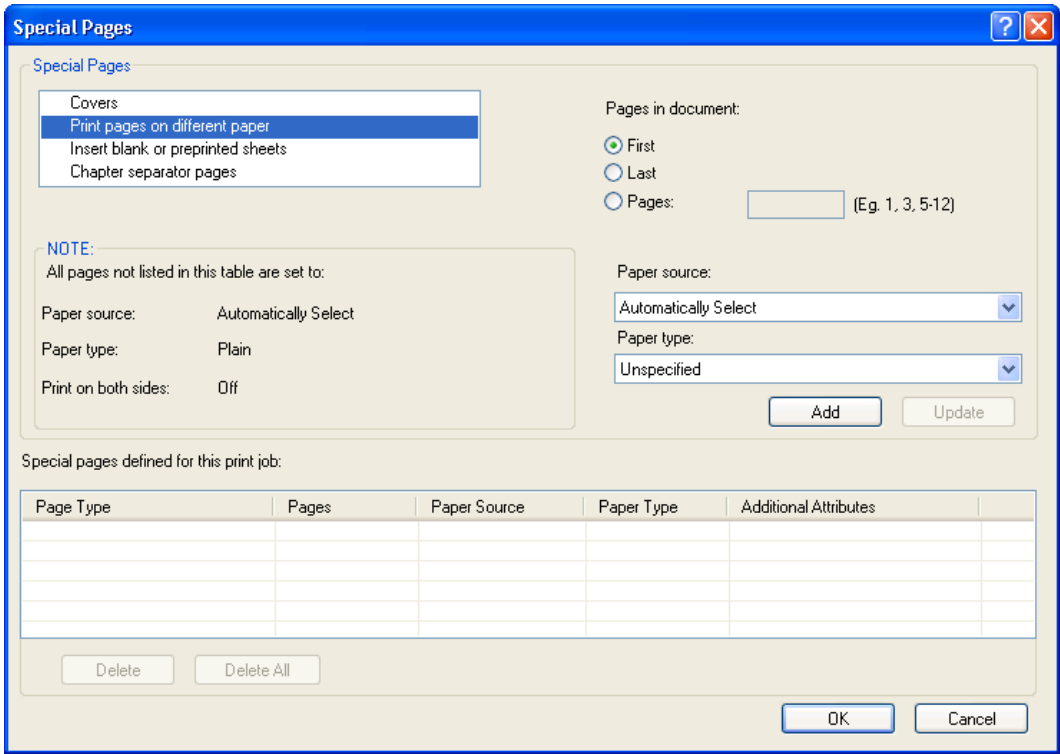 Special Pages
Special Pages
Covers
Print pages on different paper
Insert blank or preprinted sheets
Chapter separator pages
Pages in document:
First
Last
Pages: (Eg. 1, 3, 5-12)
NOTE:
All pages not listed in this table are set to:
Paper source: Automatically Select
Paper type: Plain
Print on both sides: Off
Paper source:
Automatically Select
Paper type:
Unspecified
Add Update
Special pages defined for this print job:
Page Type Pages Paper Source Paper Type Additional Attributes
Delete Delete All
OK Cancel